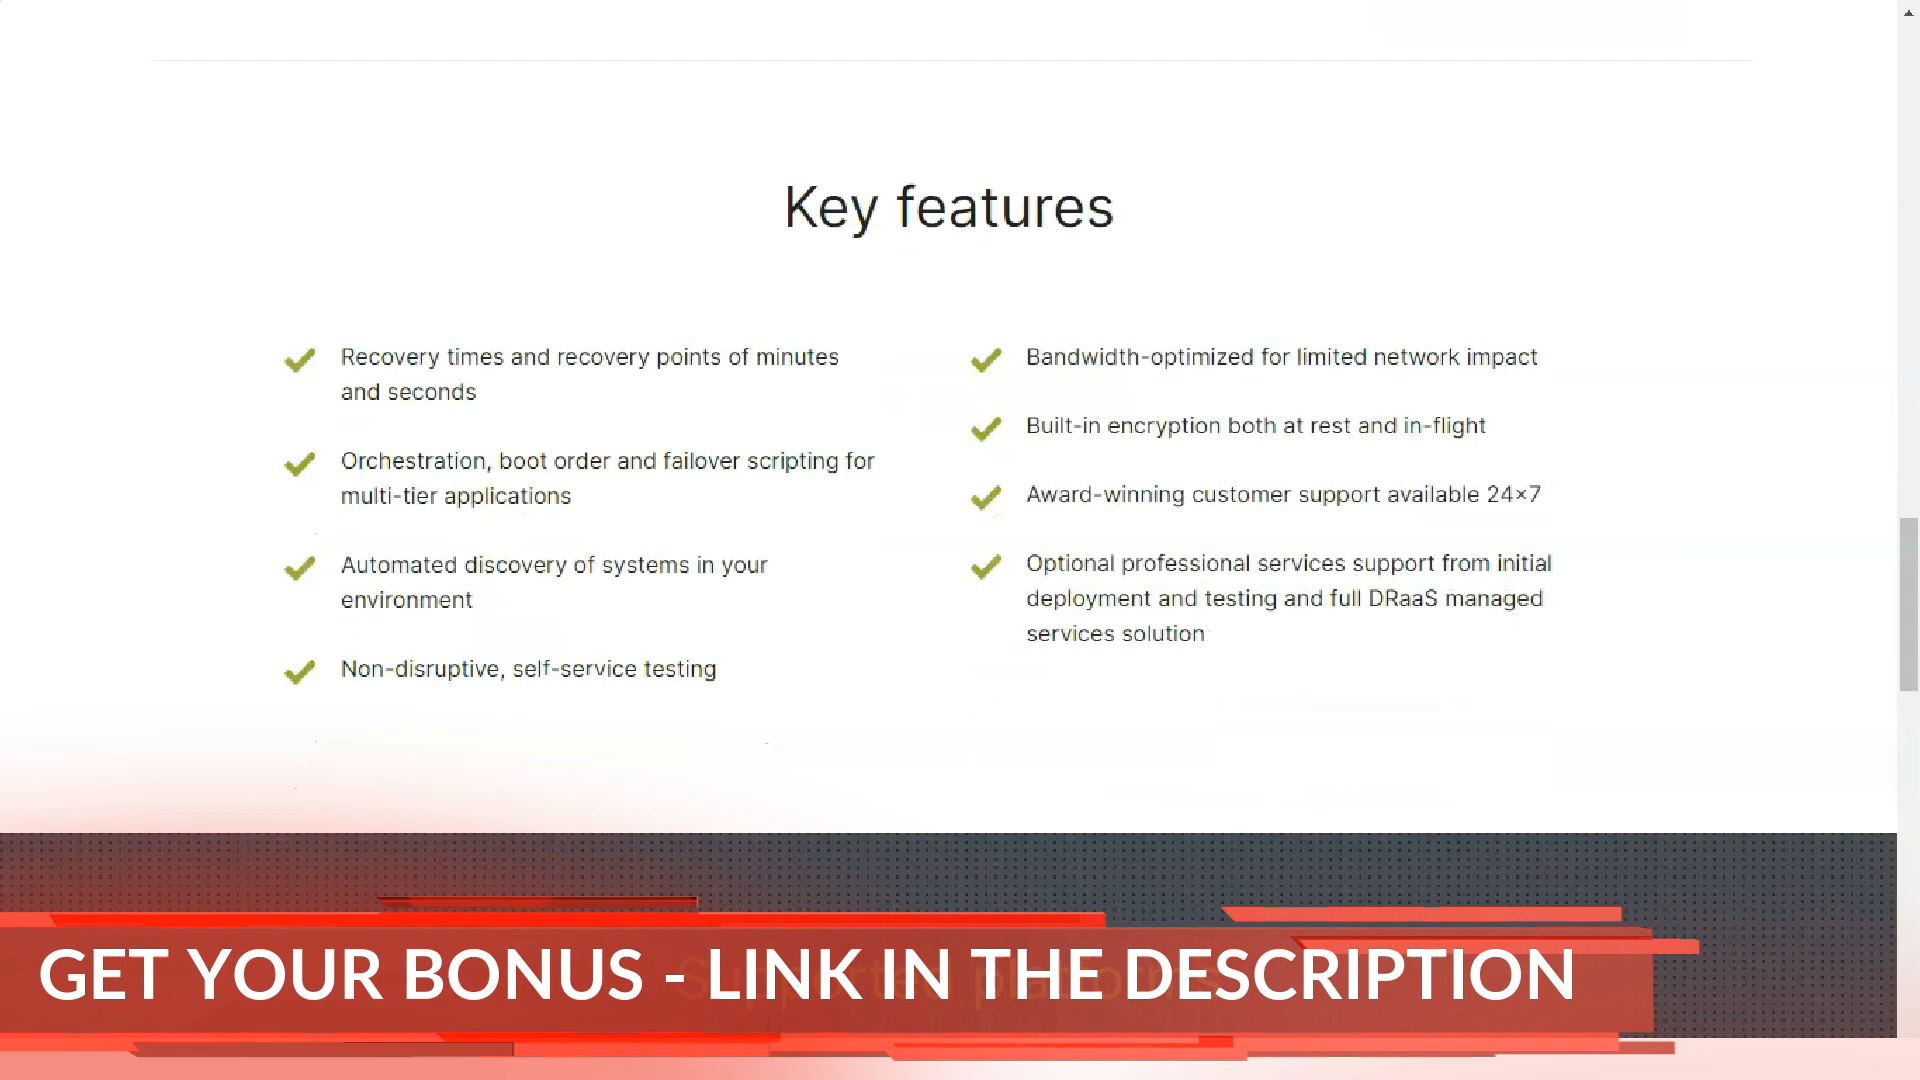 Key features
Recovery times and recovery points of minutes
and seconds
Orchestration, boot order and failover scripting for
multi-tier applications
Automated discovery of systems in your
environment
Non-disruptive, self-service testing
Bandwidth-optimized for limited network impact
Built-in encryption both at rest and in-flight
Award-winning customer support available 24×7
Optional professional services support from initial
deployment and testing and full DRaaS managed
services solution
Supported platforms
GET YOUR BONUS - LINK IN THE DESCRIPTION